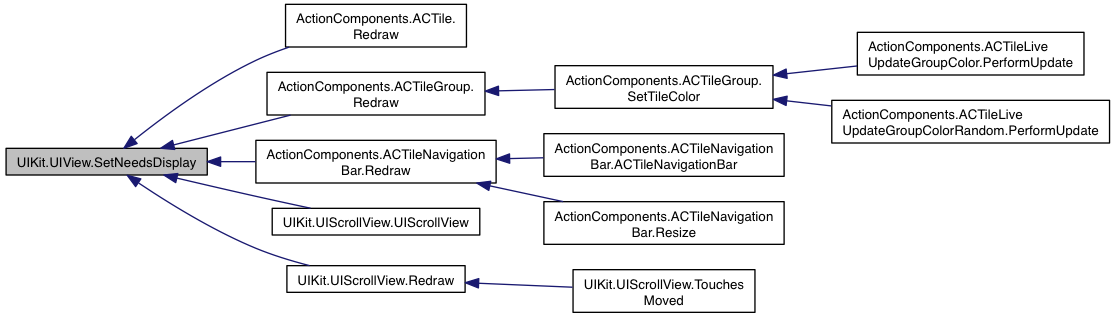 UIKit.UIView.SetNeedsDisplay
ActionComponents.ACTile.
Redraw
ActionComponents.ACTileGroup.
Redraw
ActionComponents.ACTileNavigation
Bar.Redraw
UIKit.UIScrollView.UIScrollView
UIKit.UIScrollView.Redraw
ActionComponents.ACTileGroup.
SetTileColor
ActionComponents.ACTileNavigation
Bar.ACTileNavigationBar
ActionComponents.ACTileNavigation
Bar.Resize
UIKit.UIScrollView.Touches
Moved
ActionComponents.ACTileLive
UpdateGroupColor.PerformUpdate
ActionComponents.ACTileLive
UpdateGroupColorRandom.PerformUpdate